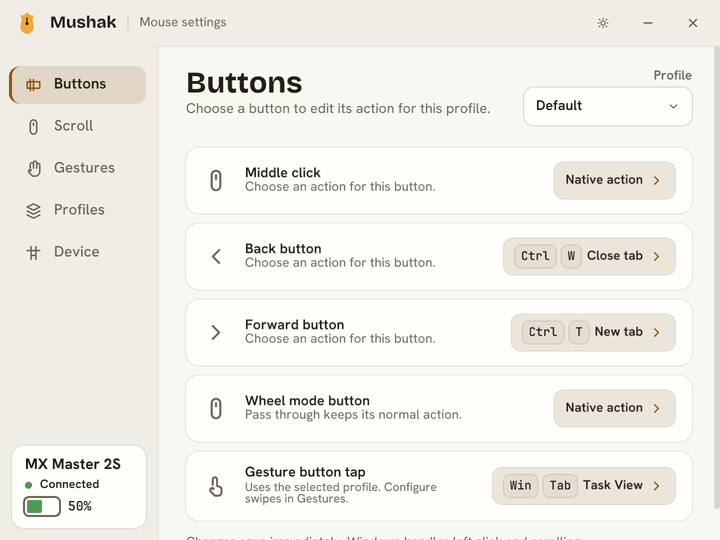 Mushak
Mouse settings
Buttons
Scroll
Gestures
Profiles
Device
MX Master 2S
Connected
50%
Buttons
Choose a button to edit its action for this profile.
Profile
Default
Middle click
Choose an action for this button.
Native action
Back button
Choose an action for this button.
Ctrl W Close tab
Forward button
Choose an action for this button.
Ctrl T New tab
Wheel mode button
Pass through keeps its normal action.
Native action
Gesture button tap
Uses the selected profile. Configure
swipes in Gestures.
Win Tab Task View